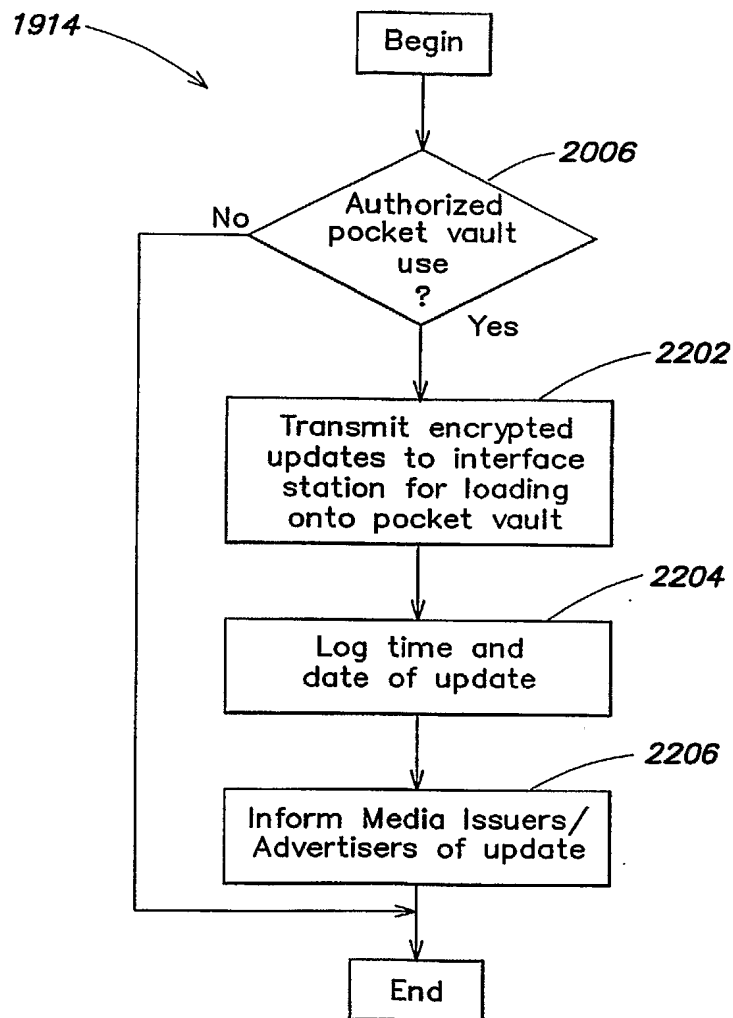 1914
Begin
2006
Authorized
pocket vault
use
?
No
Yes
2202
Transmit encrypted
updates to interface
station for loading
onto pocket vault
2204
Log time and
date of update
2206
Inform Media Issuers/
Advertisers of update
End